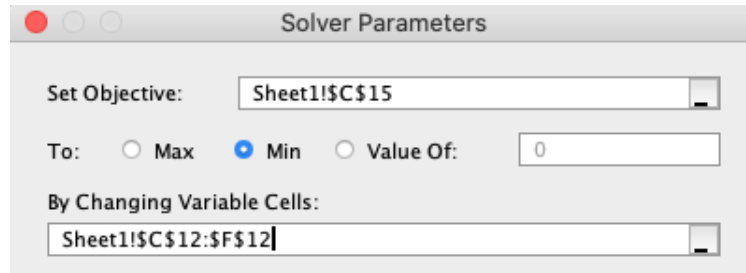 Solver Parameters
Set Objective: Sheet1!$C$15
To: Max Min Value Of: 0
By Changing Variable Cells:
Sheet1!$C$12:$F$12